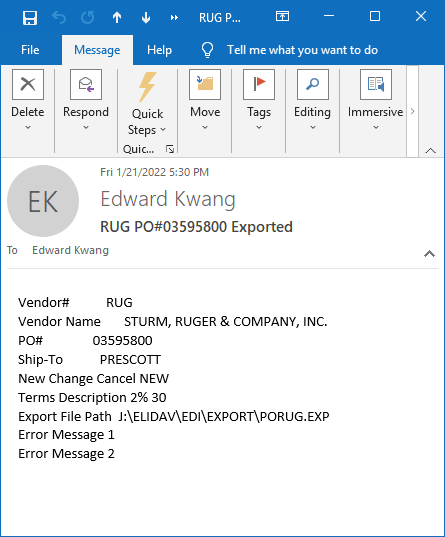 RUG P...
File Message Help Tell me what you want to do
Delete Respond Quick Steps Move Tags Editing Immersive
Quic...
Fri 1/21/2022 5:30 PM
EK
Edward Kwang
RUG PO#03595800 Exported
To Edward Kwang
Vendor# RUG
Vendor Name STURM, RUGER & COMPANY, INC.
PO# 03595800
Ship-To PRESCOTT
New Change Cancel NEW
Terms Description 2% 30
Export File Path J:\ELIDAV\EDI\EXPORT\PORUG.EXP
Error Message 1
Error Message 2